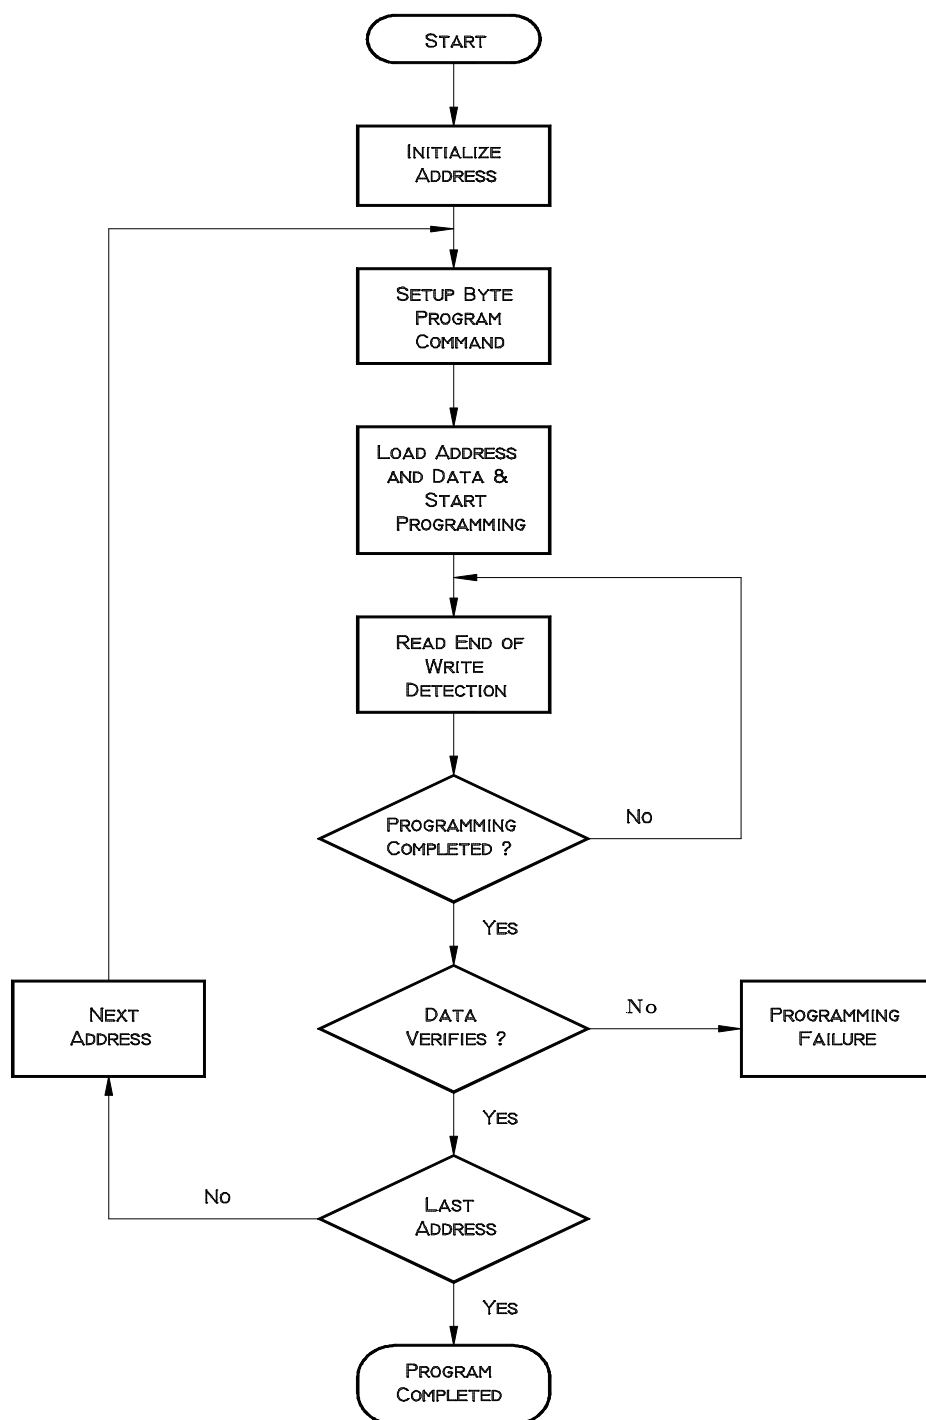 START
INITIALIZE
ADDRESS
SETUP BYTE
PROGRAM
COMMAND
LOAD ADDRESS
AND DATA &
START
PROGRAMMING
READ END OF
WRITE
DETECTION
PROGRAMMING
COMPLETED ?
NO
YES
NEXT
ADDRESS
DATA
VERIFIES ?
No
PROGRAMMING
FAILURE
YES
LAST
ADDRESS
NO
YES
PROGRAM
COMPLETED